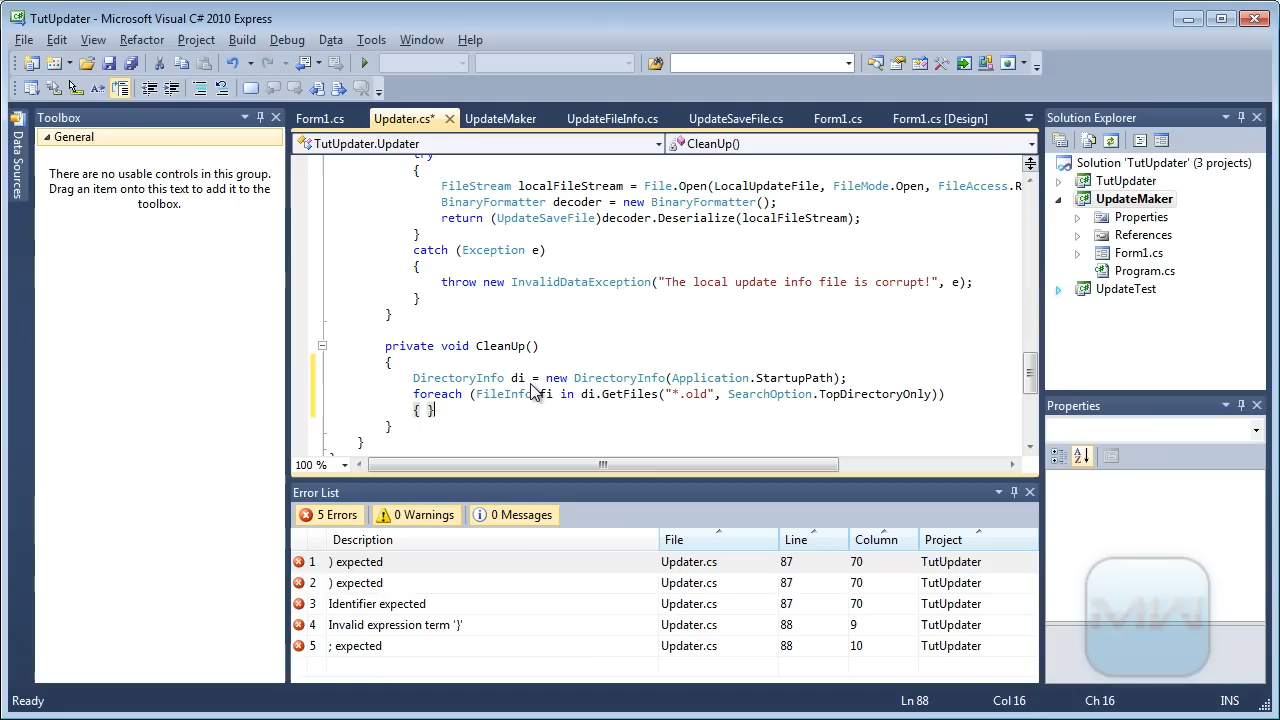 TutUpdater - Microsoft Visual C# 2010 Express
File Edit View Refactor Project Build Debug Data Tools Window Help
Data Sources
Toolbox
General
There are no usable controls in this group.
Drag an item onto this text to add it to the
toolbox.
Form1.cs Updater.cs* UpdateMaker UpdateFileInfo.cs UpdateSaveFile.cs Form1.cs Form1.cs [Design]
TutUpdater.Updater CleanUp()
try
{
FileStream localFileStream = File.Open(LocalUpdateFile, FileMode.Open, FileAccess.R
BinaryFormatter decoder = new BinaryFormatter();
return (UpdateSaveFile)decoder.Deserialize(localFileStream);
}
catch (Exception e)
{
throw new InvalidDataException("The local update info file is corrupt!", e);
}
}
private void CleanUp()
{
DirectoryInfo di = new DirectoryInfo(Application.StartupPath);
foreach (FileInfo fi in di.GetFiles("*.old", SearchOption.TopDirectoryOnly))
{ }
}
}
100 %
Error List
5 Errors 0 Warnings 0 Messages
Description File Line Column Project
1 ) expected Updater.cs 87 70 TutUpdater
2 ) expected Updater.cs 87 70 TutUpdater
3 Identifier expected Updater.cs 87 70 TutUpdater
4 Invalid expression term '}' Updater.cs 88 9 TutUpdater
5 ; expected Updater.cs 88 10 TutUpdater
Solution Explorer
Solution 'TutUpdater' (3 projects)
TutUpdater
UpdateMaker
Properties
References
Form1.cs
Program.cs
UpdateTest
Properties
MW
Ready Ln 88 Col 16 Ch 16 INS